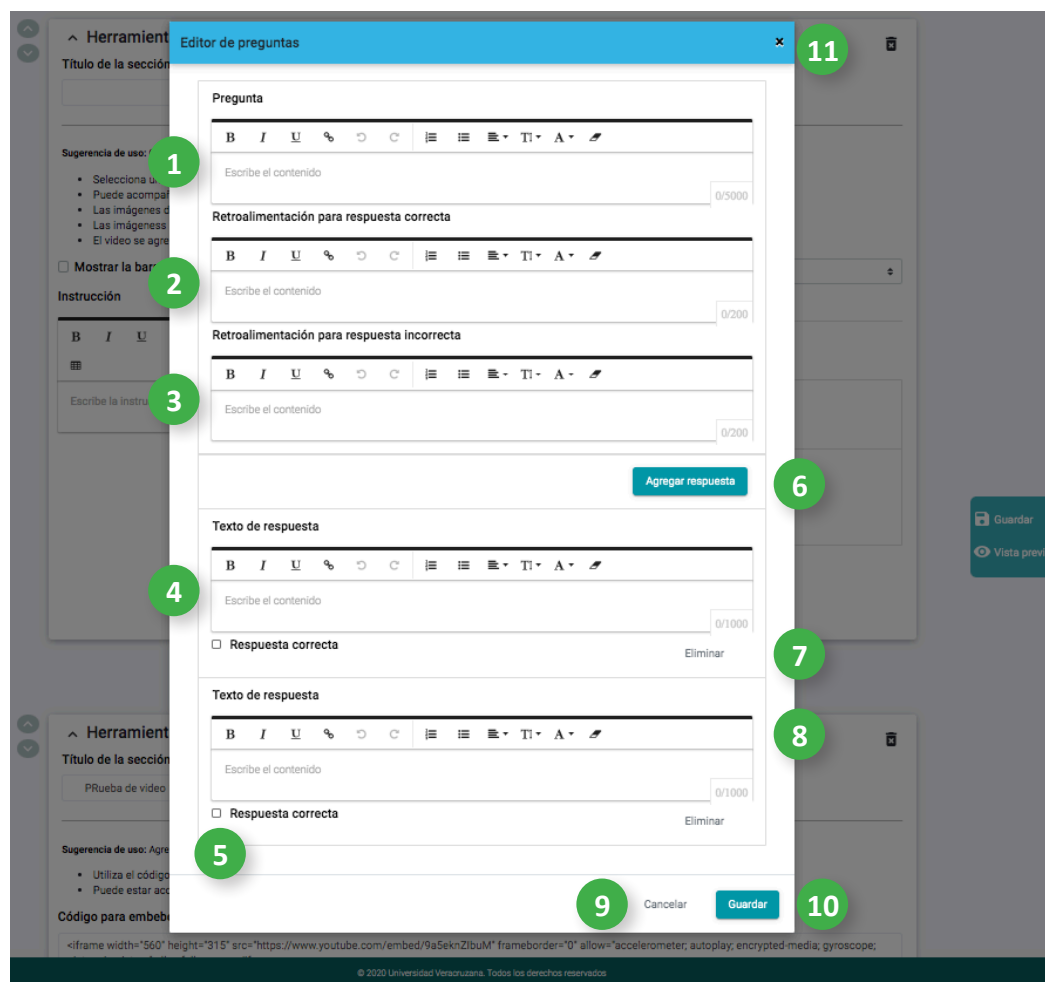 Herramient
Título de la sección
Sugerencia de uso:
Selecciona
Puede
Las imágenes
Las imágeness
El video se agre
Mostrar la bar
Instrucción
B I U
Escribe la instru
Editor de preguntas
×
11
Pregunta
B I U
1
Escribe el contenido
0/5000
Retroalimentación para respuesta correcta
B I U
2
Escribe el contenido
0/200
Retroalimentación para respuesta incorrecta
B I U
3
Escribe el contenido
0/200
Agregar respuesta
6
Texto de respuesta
B I U
4
Escribe el contenido
0/1000
Respuesta correcta
Eliminar
7
Texto de respuesta
B I U
8
Escribe el contenido
0/1000
Respuesta correcta
Eliminar
5
9
Cancelar
Guardar
10
Guardar
Vista previ
Herramient
Título de la sección
PRueba de video
Sugerencia de uso: Agre
Utiliza el código
Puede estar
Código para embeb
<iframe width="560" height="315" src="https://www.youtube.com/embed/9a5eknZIbuM" frameborder="0" allow="accelerometer; autoplay; encrypted-media; gyroscope;
© 2020 Universidad Veracruzana. Todos los derechos reservados